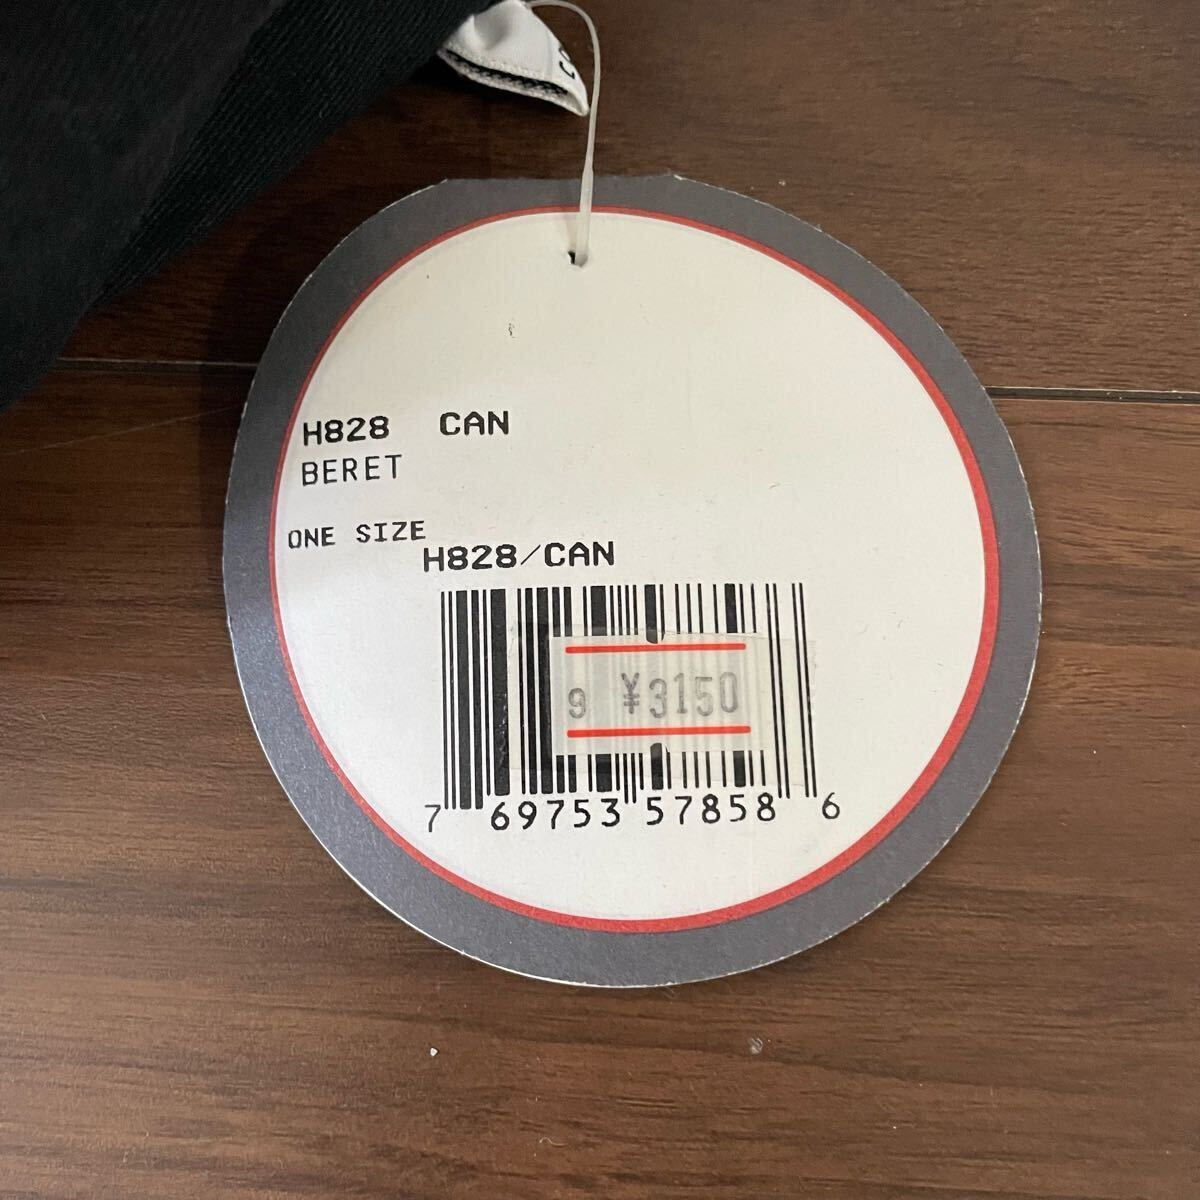 H828 CAN
BERET
ONE SIZE
H828/CAN
9 ¥3150
7 69753 57858 6